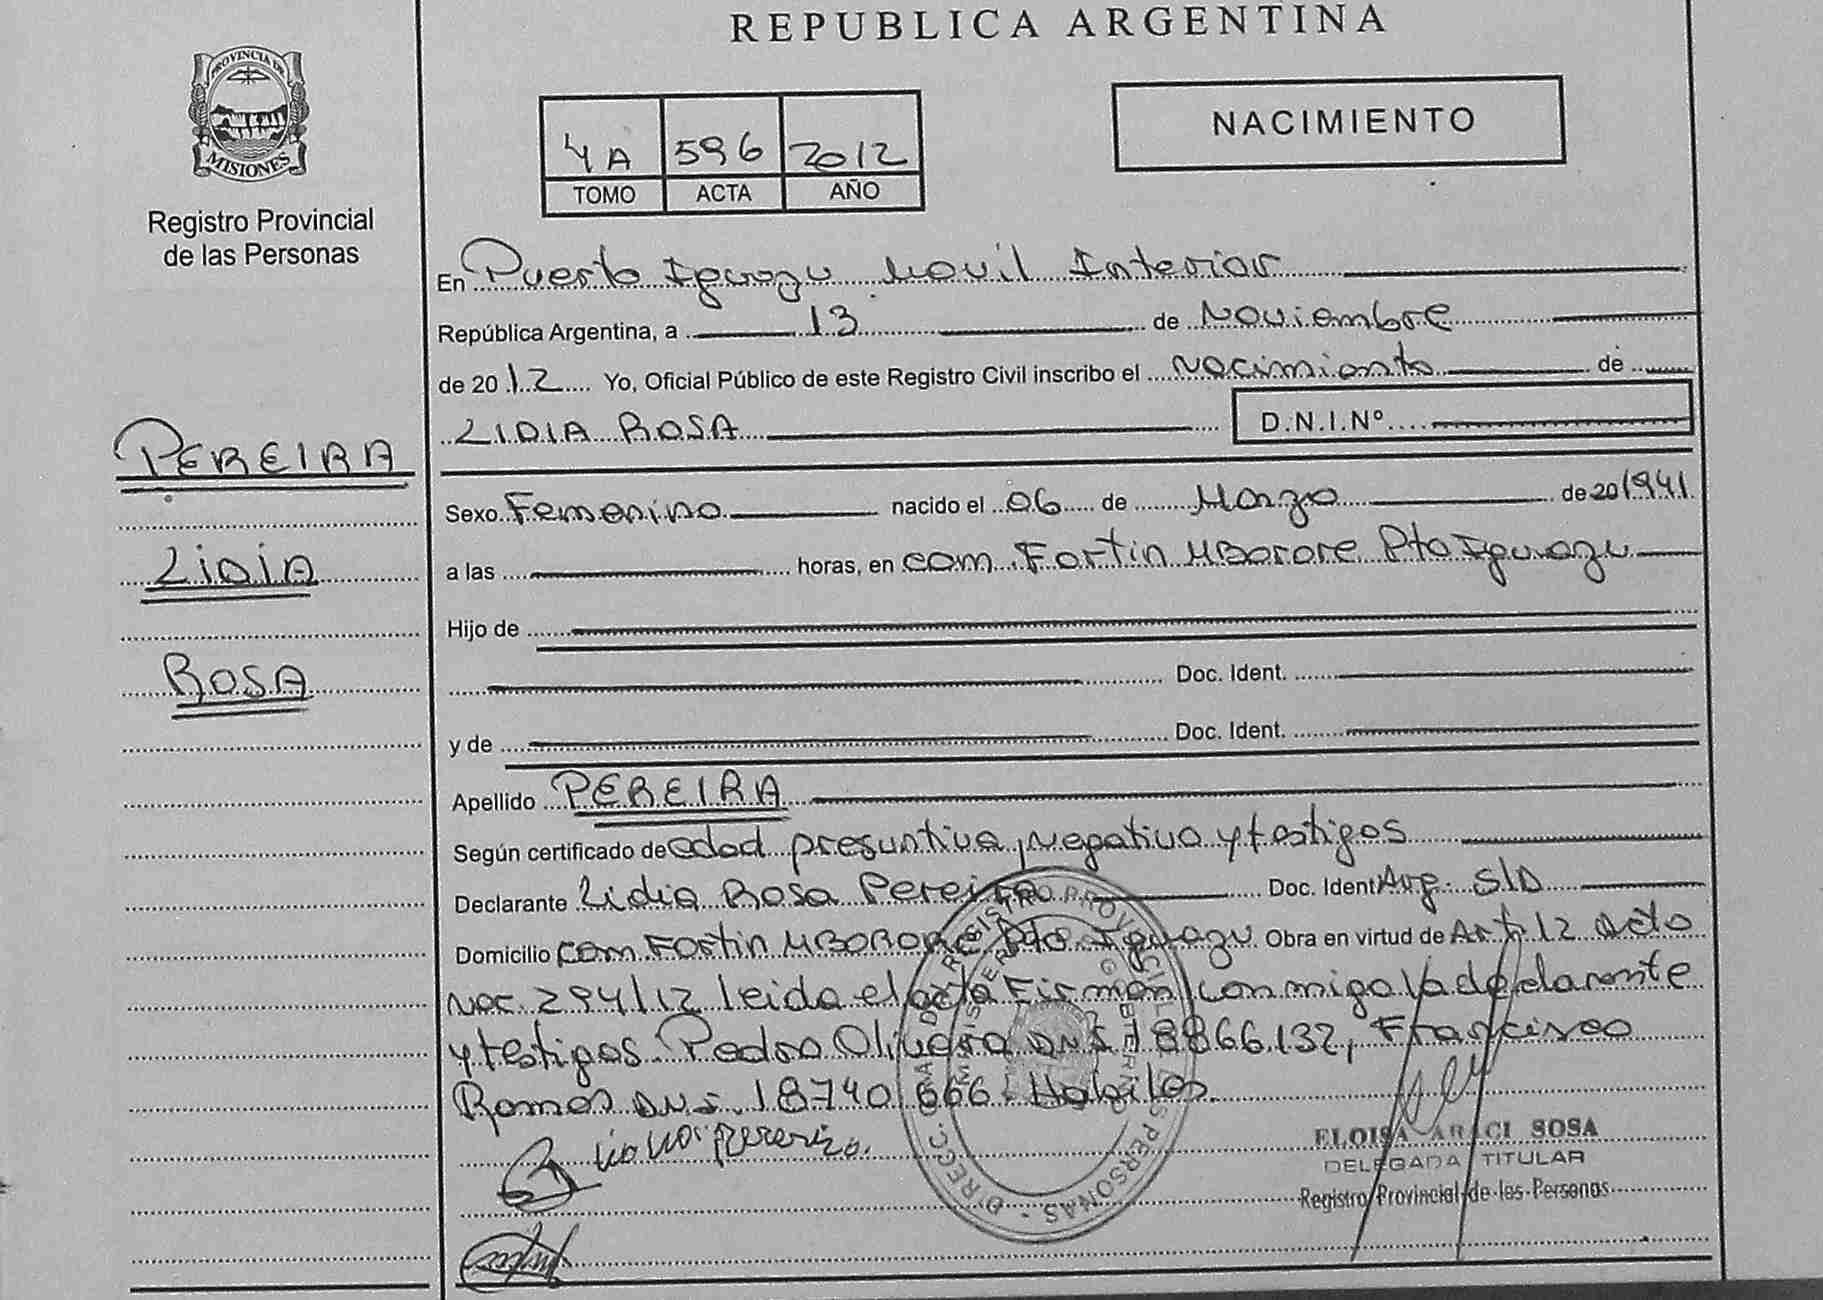 REPUBLICA ARGENTINA
PROVINCIA DE
MISIONES
Registro Provincial
de las Personas
4A 596 2012
TOMO ACTA AÑO
NACIMIENTO
En Puerto Iguazu Movil Interior
República Argentina, a 13 de Noviembre
de 2012 Yo, Oficial Público de este Registro Civil inscribo el Nacimiento de
LIDIA ROSA D.N.I.Nº
PEREIRA
LIDIA
ROSA
Sexo Femenino nacido el 06 de Marzo de 20 1941
a las horas, en com. Fortin MBorore Pto Iguazu
Hijo de
Doc. Ident.
y de Doc. Ident.
Apellido PEREIRA
Según certificado de edad presuntiva, negativo y testigos
Declarante Lidia Rosa Pereira Doc. Ident Arg. S/D
Domicilio com Fortin MBORORE Pto Iguazu Obra en virtud de Art 12 Dcto
Nac. 294/12 leida el acta Firman conmigo la declarante
y testigos Pedro Olivera DNI 18866.132, Francisco
Ramos DNI. 18740666 Habiles.
ELOISA ARACI SOSA
DELEGADA TITULAR
Registro Provincial de las Personas